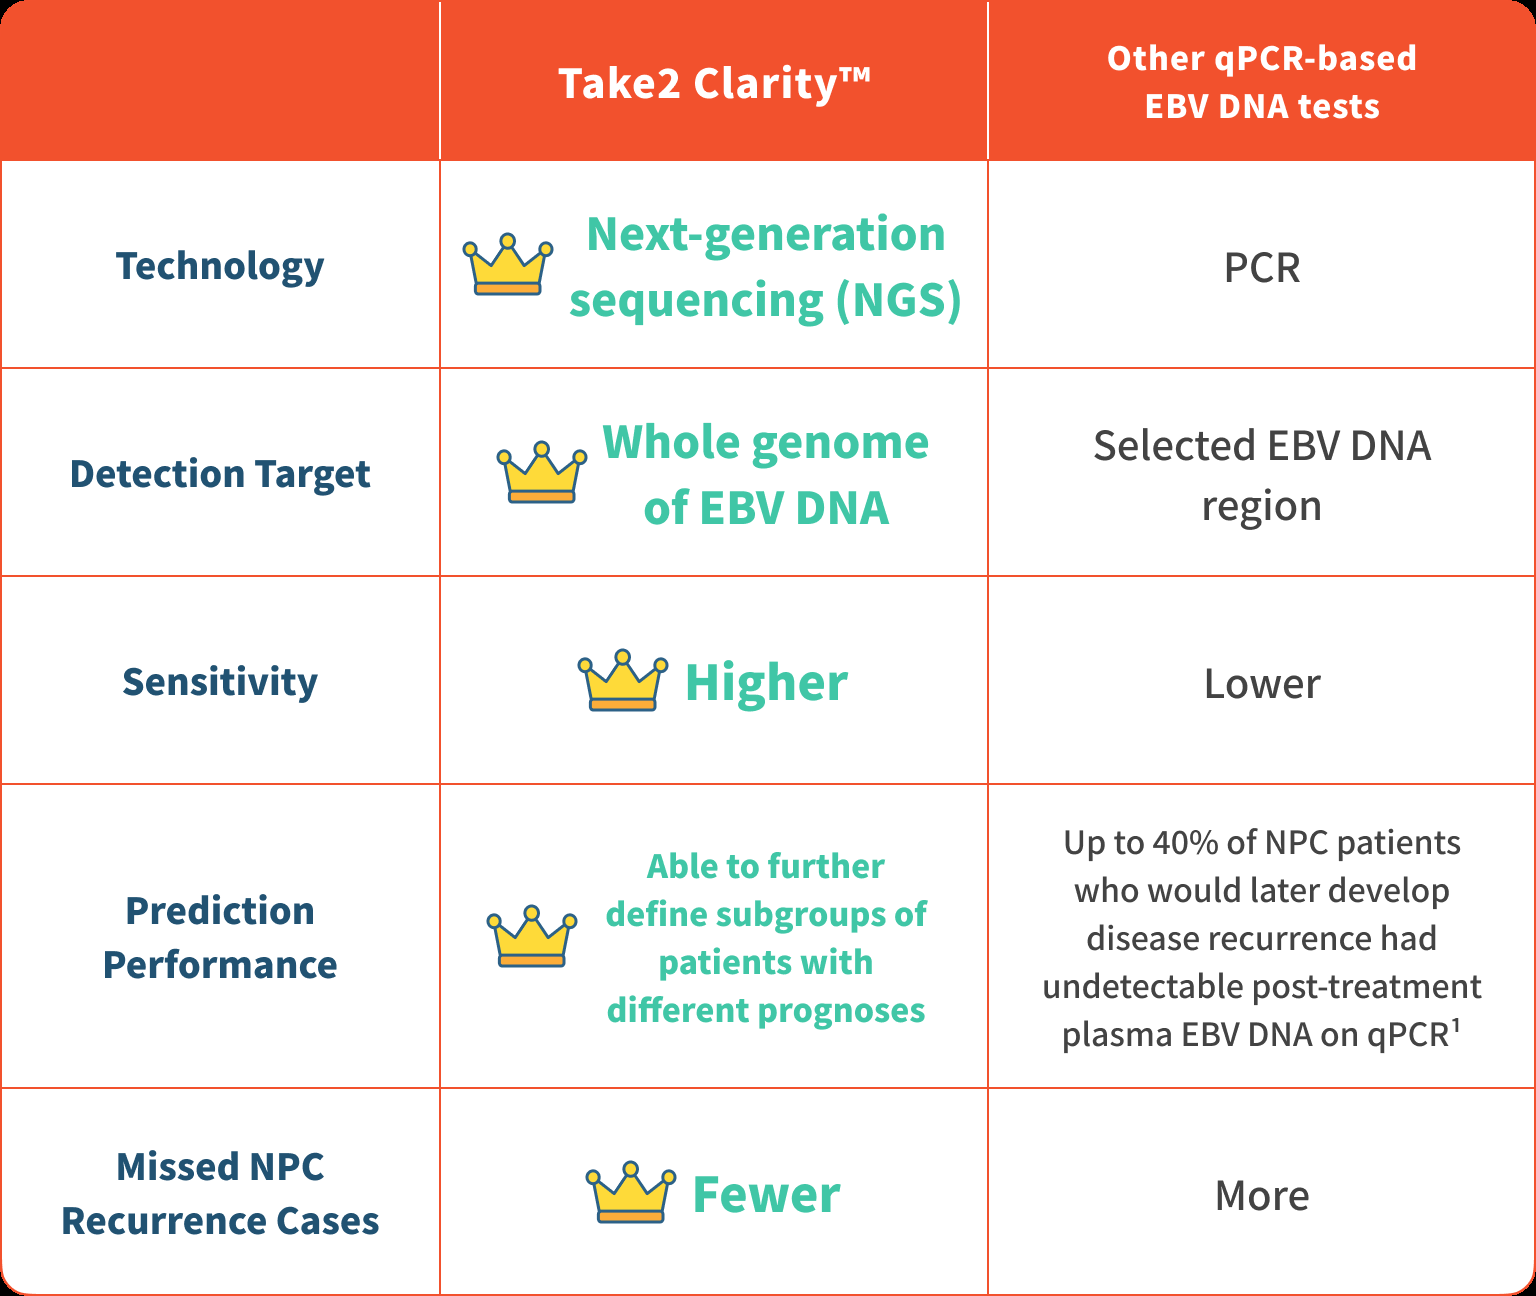 Take2 Clarity™
Other qPCR-based
EBV DNA tests
Technology
Next-generation
sequencing (NGS)
PCR
Detection Target
Whole genome
of EBV DNA
Selected EBV DNA
region
Sensitivity
Higher
Lower
Prediction
Performance
Able to further
define subgroups of
patients with
different prognoses
Up to 40% of NPC patients
who would later develop
disease recurrence had
undetectable post-treatment
plasma EBV DNA on qPCR¹
Missed NPC
Recurrence Cases
Fewer
More